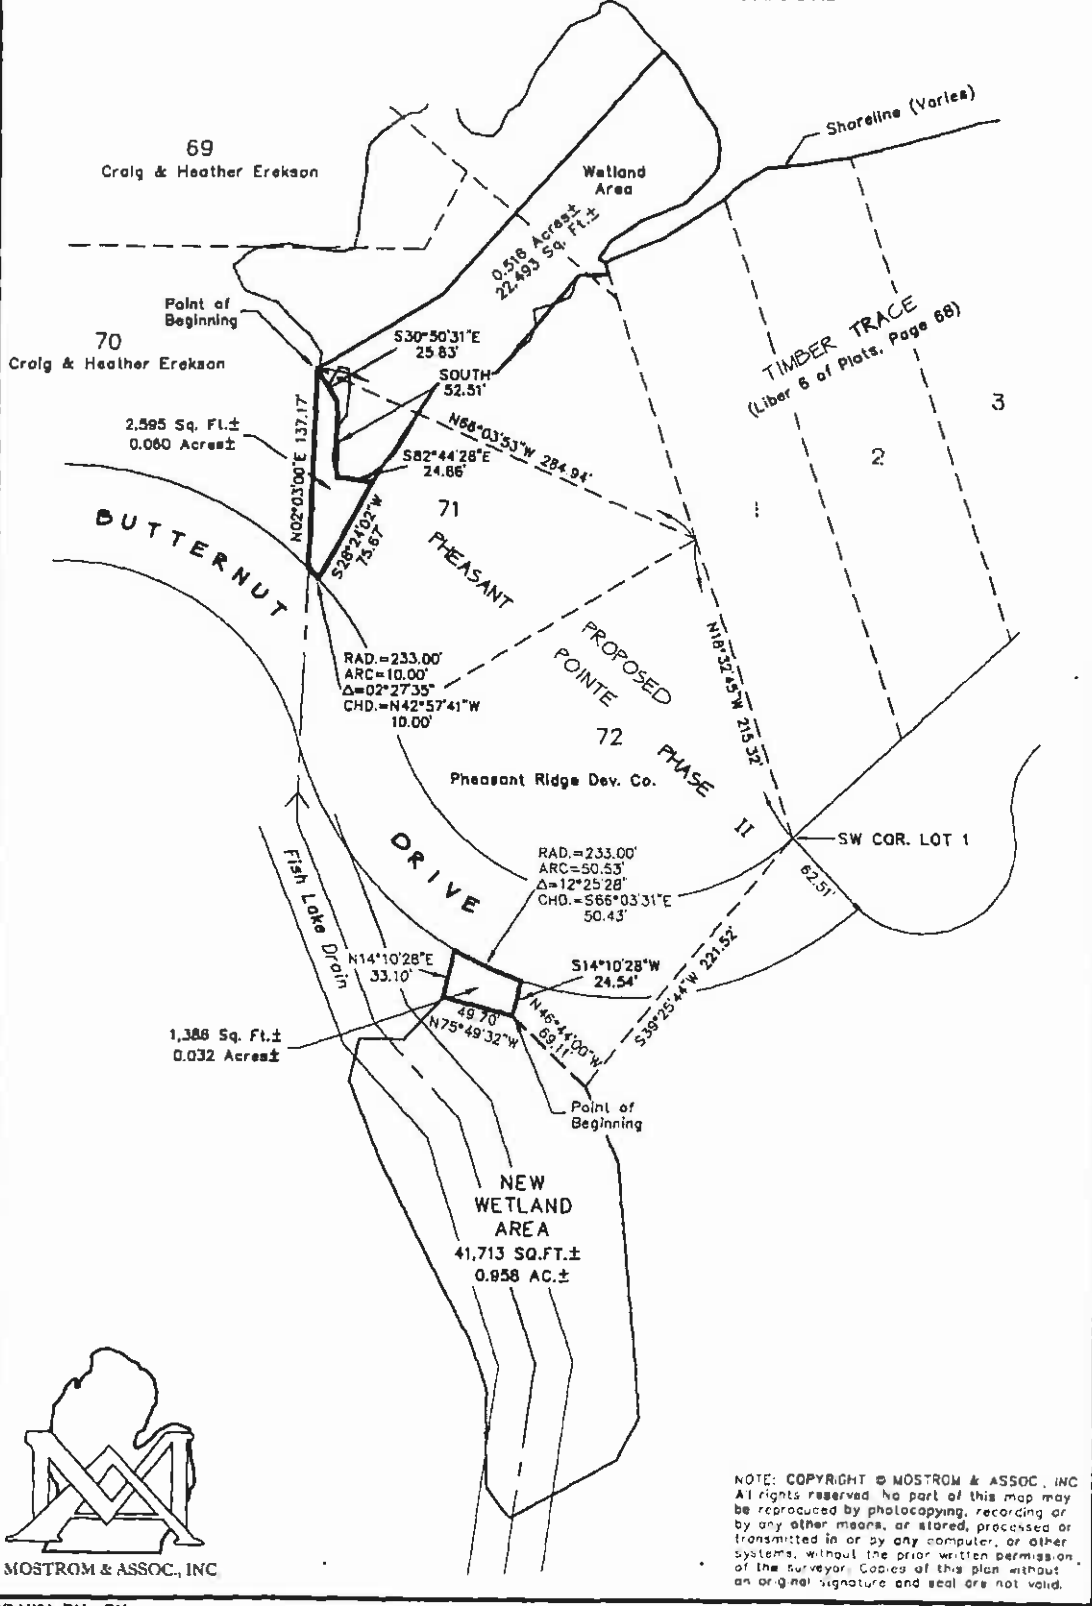 Shoreline (Varies)
69
Craig & Heather Erekson
Wetland
Area
0.516 Acres±
22,493 Sq. Ft.±
Point of
Beginning
70
Craig & Heather Erekson
S30°50'31"E
25.83'
SOUTH
52.51'
TIMBER TRACE
(Liber 6 of Plats, Page 68)
3
2
N02°03'00"E 137.17'
2,595 Sq. Ft.±
0.060 Acres±
N68°03'53"W 284.94'
S82°44'28"E
24.66'
71
S28°24'02"W
75.67'
BUTTERNUT
PHEASANT
PROPOSED
POINTE
N18°32'45"W 215.32'
RAD.=233.00'
ARC=10.00'
Δ=02°27'35"
CHD.=N42°57'41"W
10.00'
72
PHASE
II
Pheasant Ridge Dev. Co.
SW COR. LOT 1
62.51'
DRIVE
RAD.=233.00'
ARC=50.53'
Δ=12°25'28"
CHD.=S66°03'31"E
50.43'
Fish Lake Drain
N14°10'28"E
33.10'
S14°10'28"W
24.54'
S39°25'44"W 221.52'
N46°44'00"W
69.11'
49.70'
N75°49'32"W
1,386 Sq. Ft.±
0.032 Acres±
Point of
Beginning
NEW
WETLAND
AREA
41,713 SQ.FT.±
0.958 AC.±
MOSTROM & ASSOC., INC
NOTE: COPYRIGHT © MOSTROM & ASSOC., INC
All rights reserved. No part of this map may
be reproduced by photocopying, recording or
by any other means, or stored, processed or
transmitted in or by any computer, or other
systems, without the prior written permission
of the surveyor. Copies of this plan without
an original signature and seal are not valid.